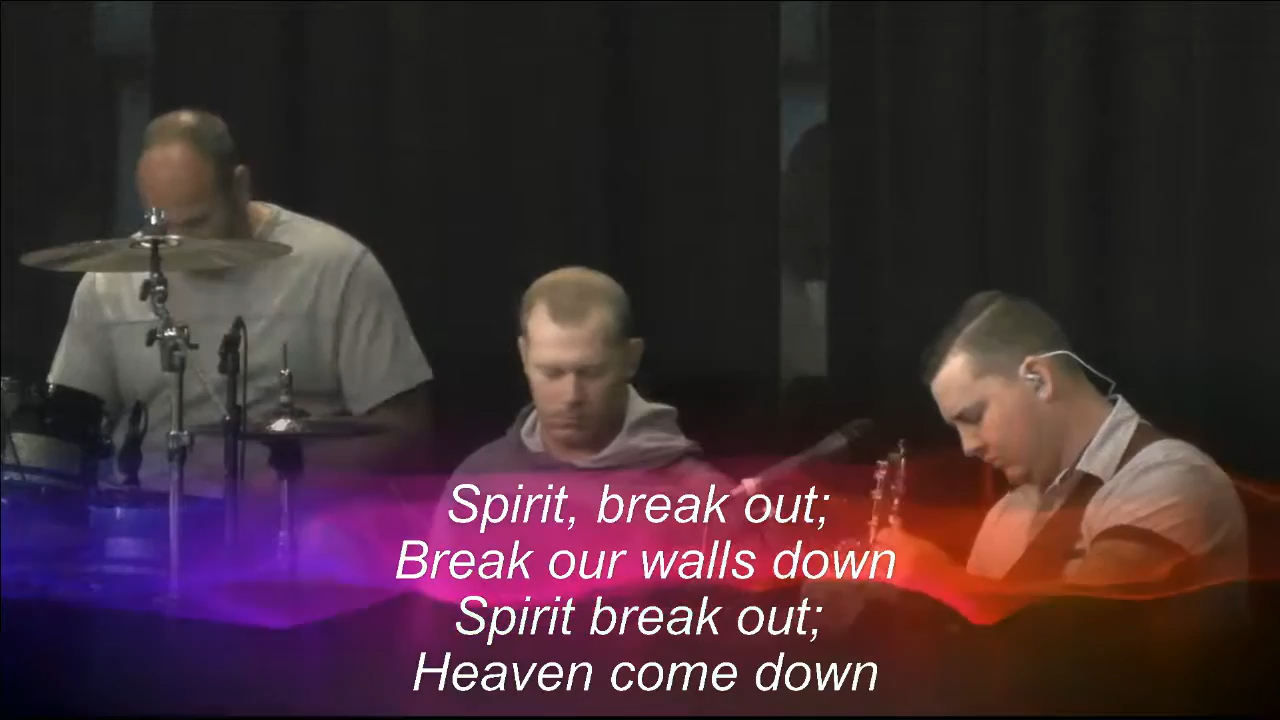 Spirit, break out;
Break our walls down
Spirit break out;
Heaven come down